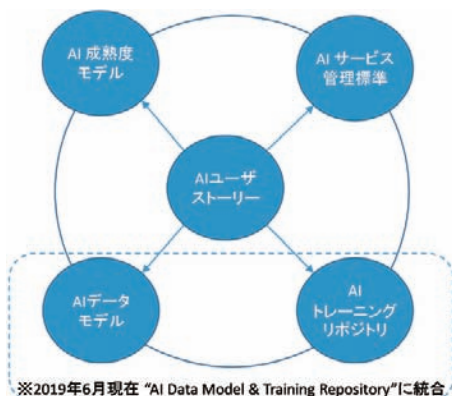 AI 成熟度
モデル
AI サービス
管理標準
AIユーザ
ストーリー
AIデータ
モデル
AI
トレーニング
リポジトリ
※2019年6月現在 “AI Data Model & Training Repository”に統合